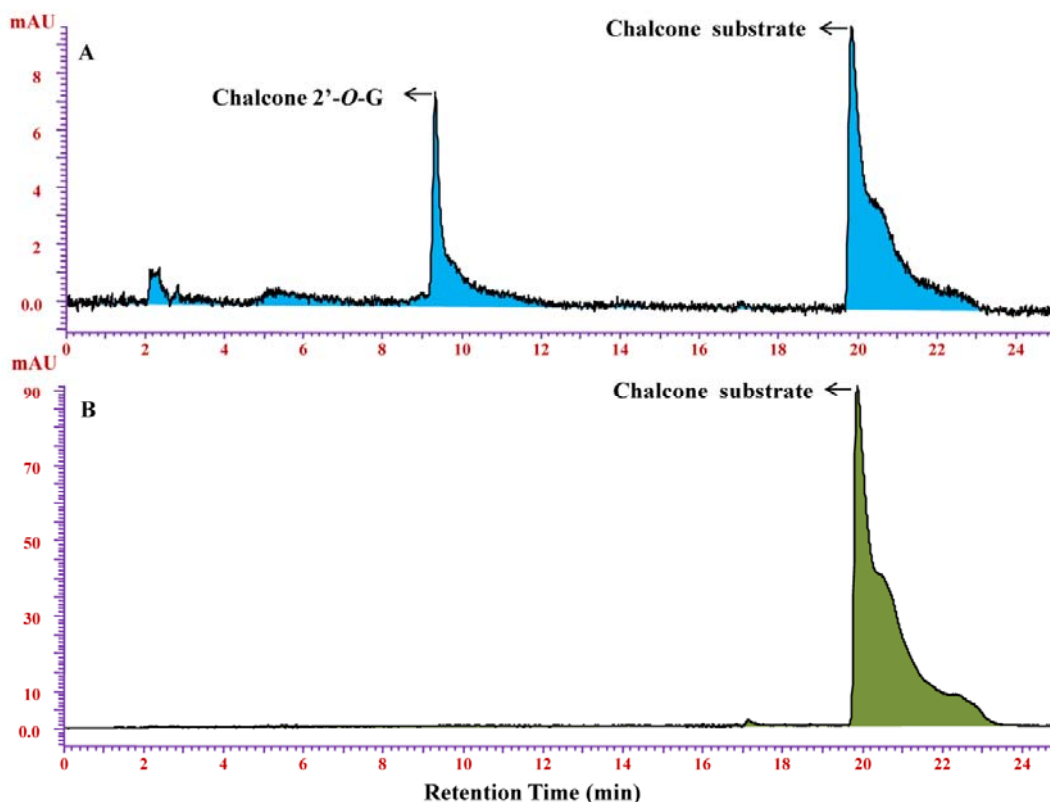 mAU
A
Chalcone substrate
Chalcone 2’-O-G
8
6
4
2
0.0
0 2 4 6 8 10 12 14 16 18 20 22 24
mAU
B
Chalcone substrate
90
70
50
30
10
0.0
0 2 4 6 8 10 12 14 16 18 20 22 24
Retention Time (min)